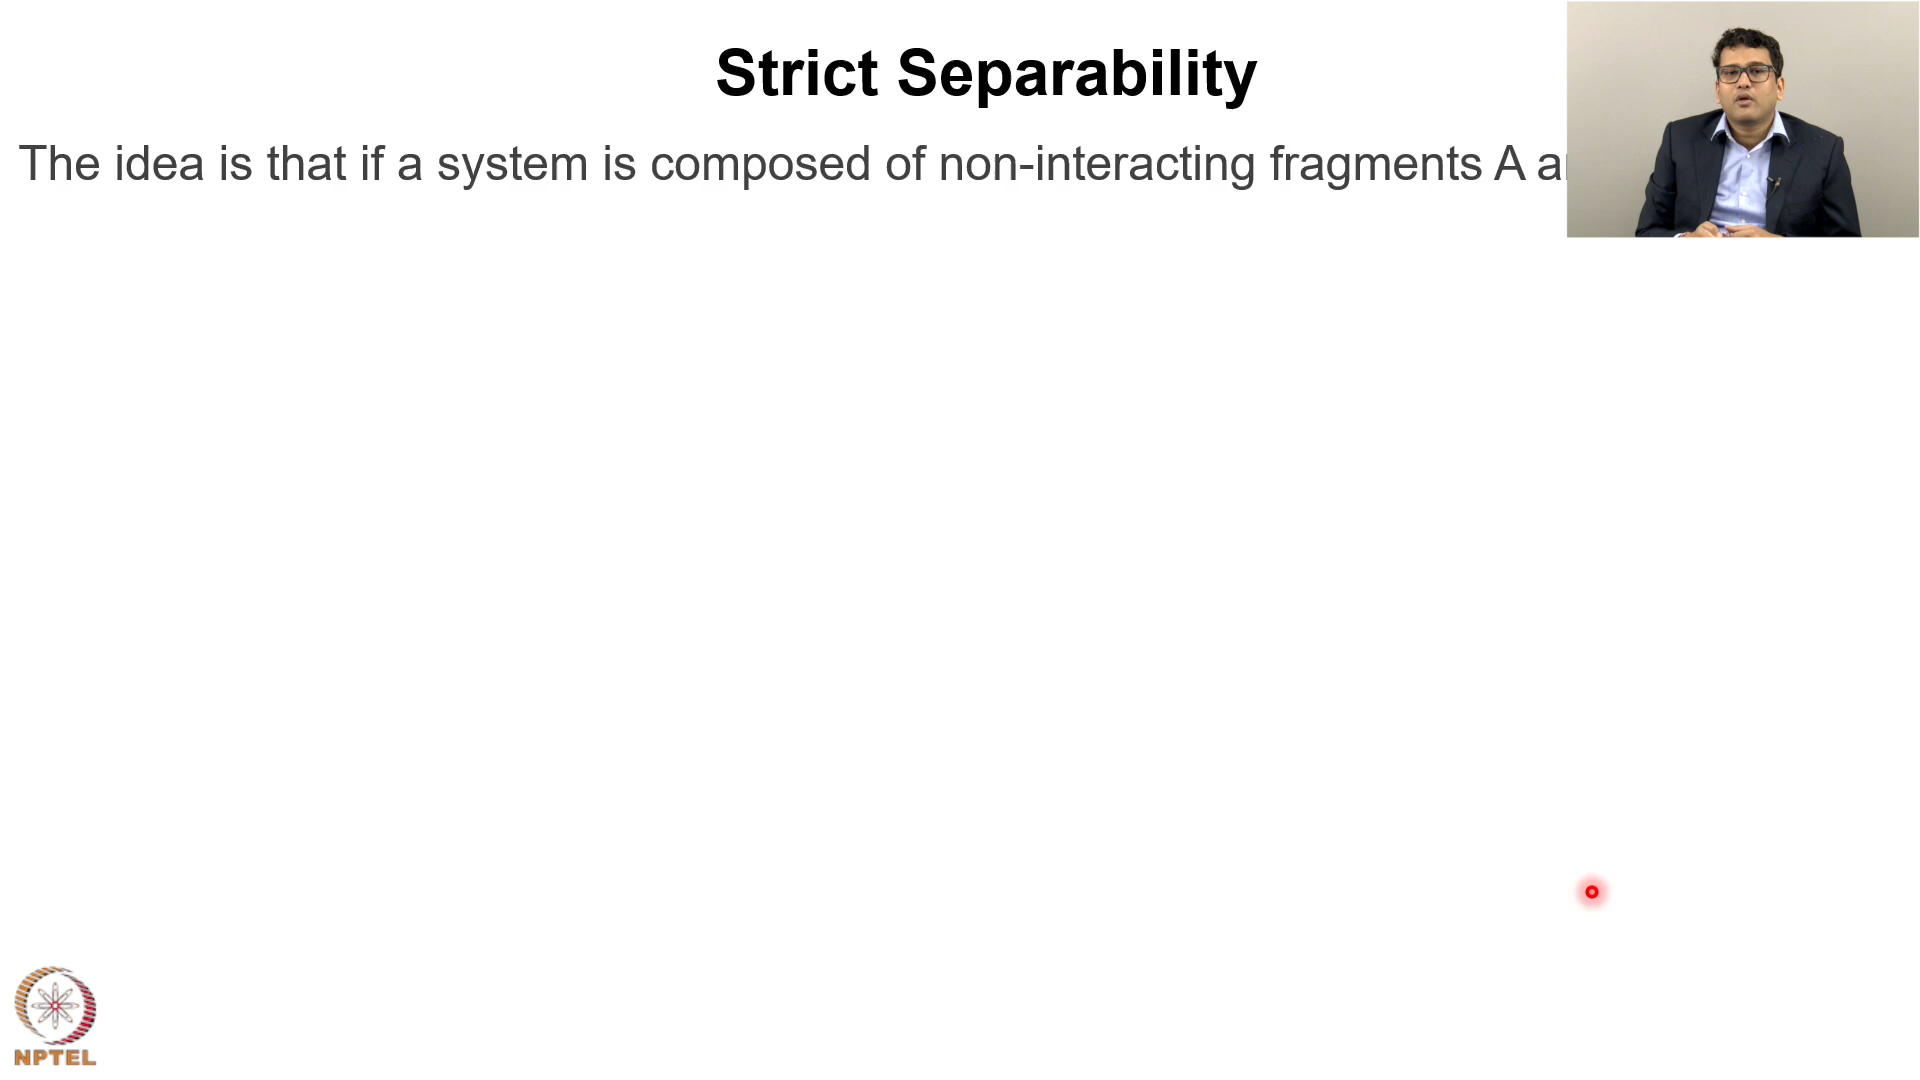 Strict Separability
The idea is that if a system is composed of non-interacting fragments A
NPTEL